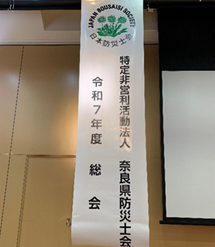 JAPAN BOUSAISI SOCIETY
日本防災士会
特定非営利活動法人 奈良県防災士会
令和7年度 総会